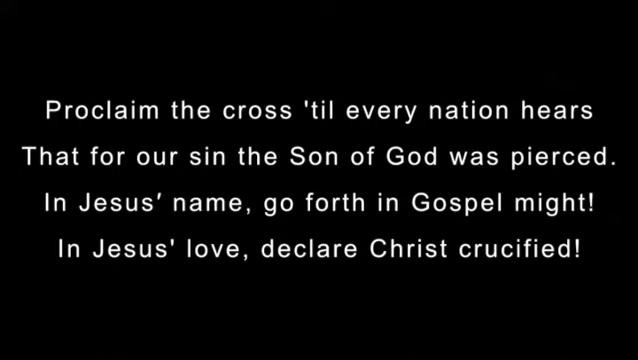 Proclaim the cross 'til every nation hears
That for our sin the Son of God was pierced.
In Jesus′ name, go forth in Gospel might!
In Jesus' love, declare Christ crucified!